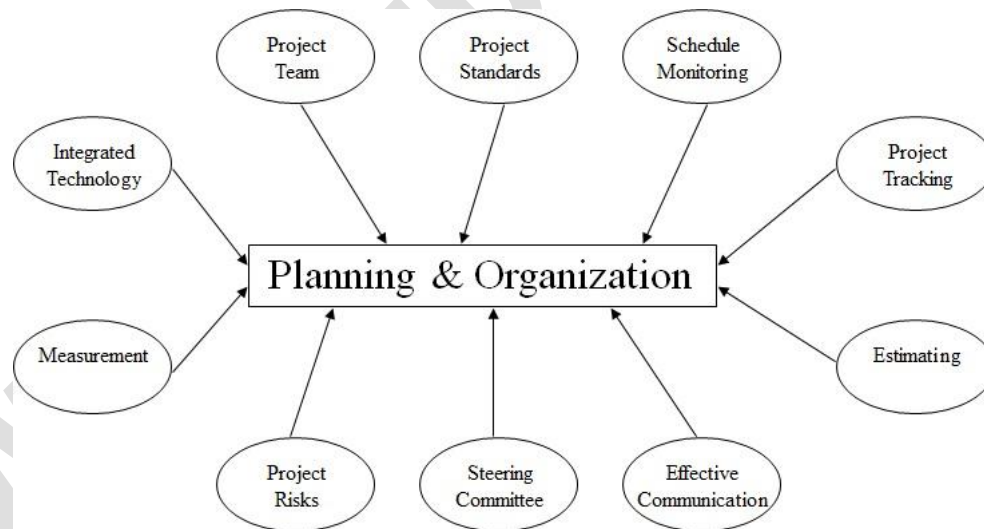 Project
Team
Project
Standards
Schedule
Monitoring
Integrated
Technology
Project
Tracking
Planning & Organization
Measurement
Estimating
Project
Risks
Steering
Committee
Effective
Communication